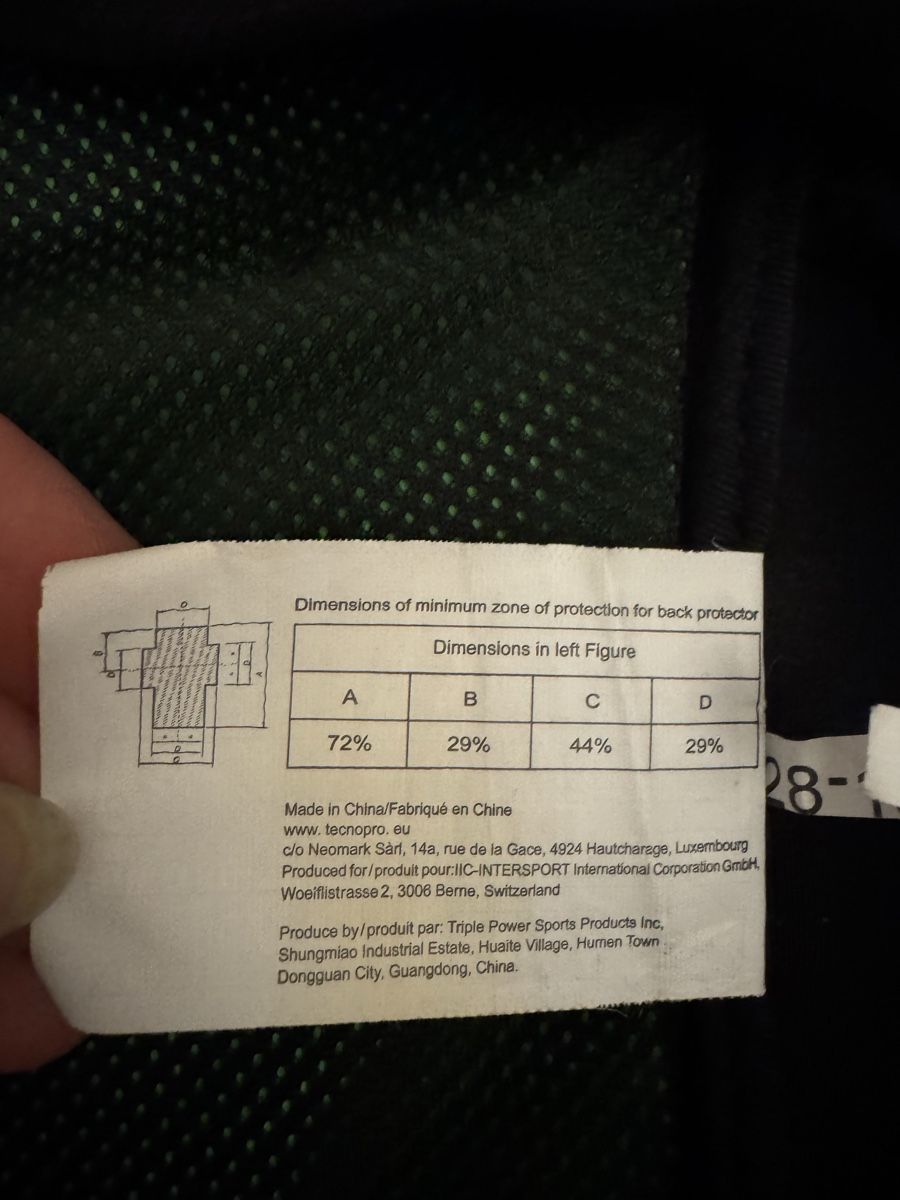 Dimensions of minimum zone of protection for back protector
Dimensions in left Figure
A B C D
72% 29% 44% 29%
Made in China/Fabriqué en Chine
www. tecnopro. eu
c/o Neomark Sàrl, 14a, rue de la Gace, 4924 Hautcharage, Luxembourg
Produced for/produit pour:IIC-INTERSPORT International Corporation GmbH,
Woelflistrasse 2, 3006 Berne, Switzerland
Produce by/produit par: Triple Power Sports Products Inc,
Shungmiao Industrial Estate, Huaite Village, Humen Town
Dongguan City, Guangdong, China.
28-